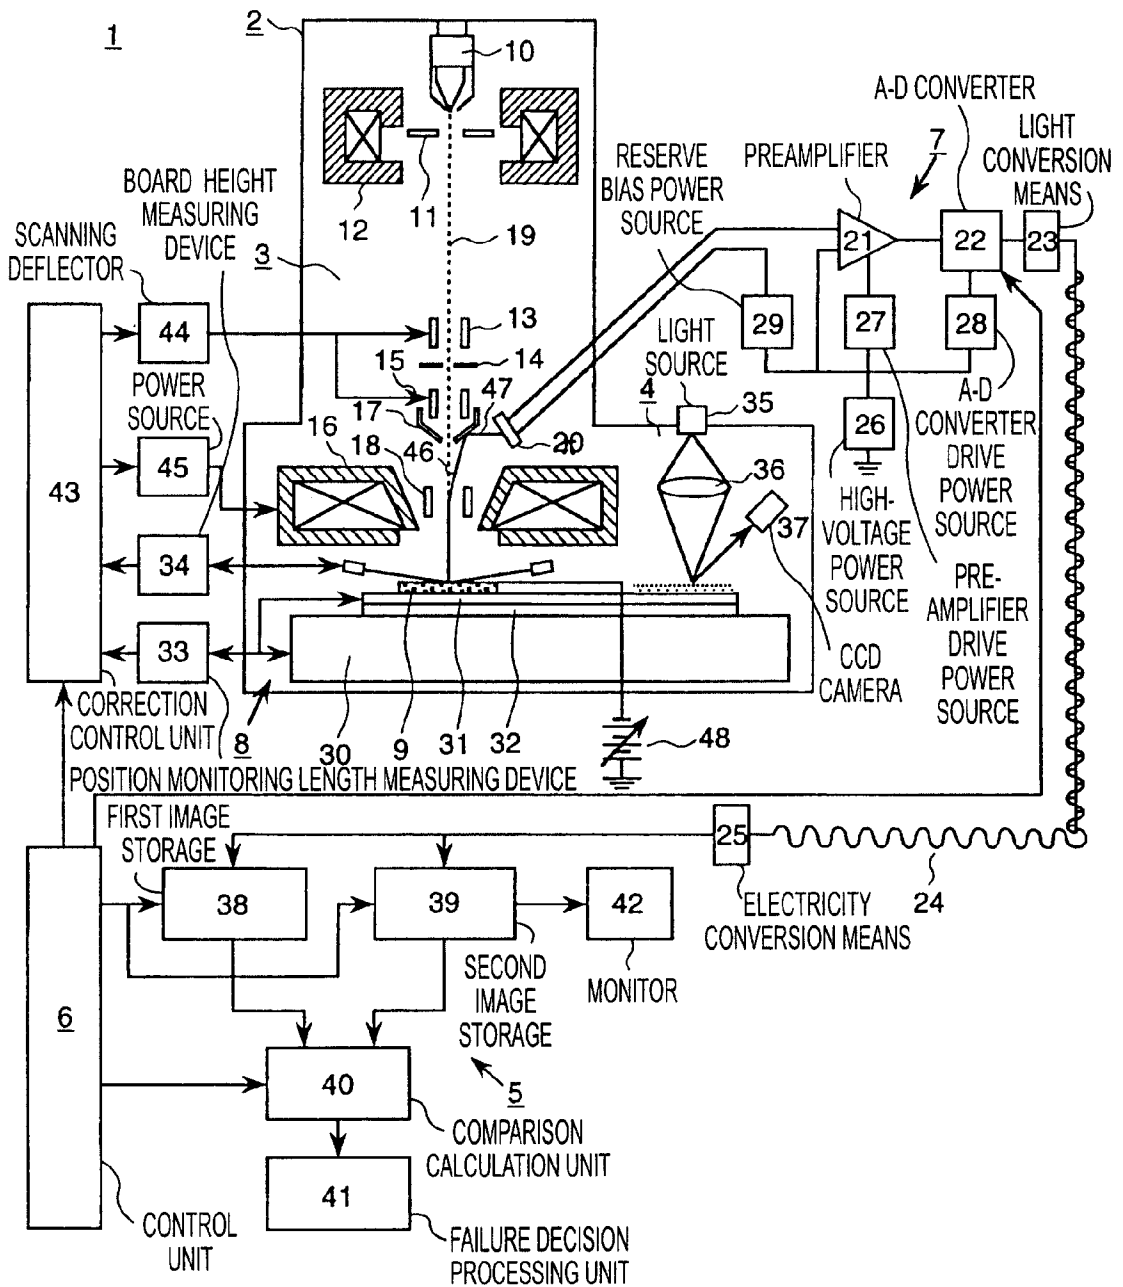 1
2
10
A-D CONVERTER
LIGHT
CONVERSION
MEANS
7
PREAMPLIFIER
RESERVE
BIAS POWER
SOURCE
BOARD HEIGHT
MEASURING
DEVICE
12
11
SCANNING
DEFLECTOR
3
19
21
22
23
43
44
13
29
27
28
LIGHT
SOURCE
14
POWER
SOURCE
15
17
47
4
35
A-D
CONVERTER
DRIVE
POWER
SOURCE
26
16
18
46
20
45
36
37
HIGH-
VOLTAGE
POWER
SOURCE
34
PRE-
AMPLIFIER
DRIVE
POWER
SOURCE
33
CCD
CAMERA
CORRECTION
CONTROL UNIT
8
30
9
31
32
48
POSITION MONITORING LENGTH MEASURING DEVICE
FIRST IMAGE
STORAGE
25
24
38
39
42
ELECTRICITY
CONVERSION MEANS
SECOND
IMAGE
STORAGE
MONITOR
6
40
5
COMPARISON
CALCULATION UNIT
41
CONTROL
UNIT
FAILURE DECISION
PROCESSING UNIT